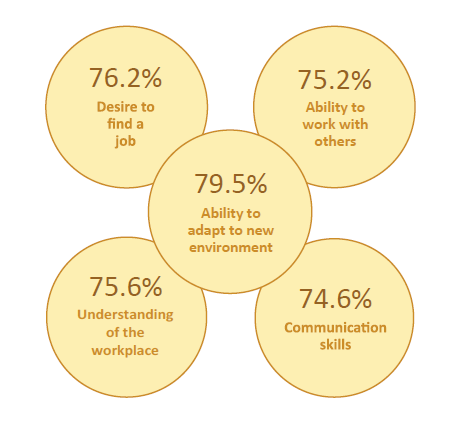 76.2%
Desire to
find a
job
75.2%
Ability to
work with
others
79.5%
Ability to
adapt to new
environment
75.6%
Understanding
of the
workplace
74.6%
Communication
skills